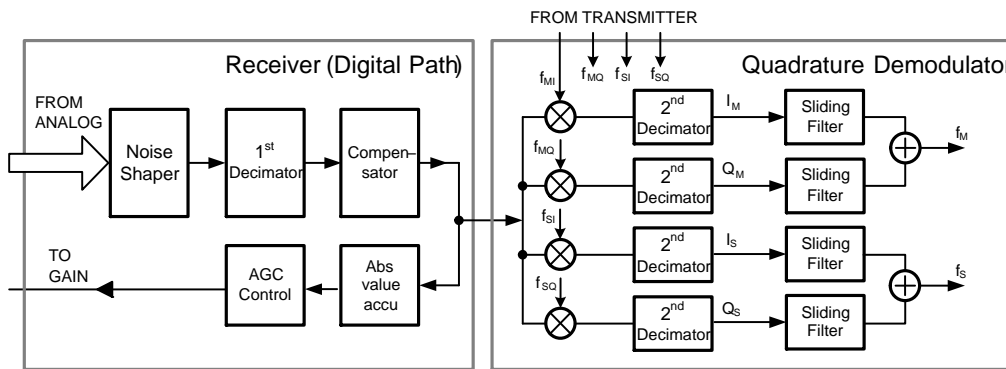 FROM TRANSMITTER
Receiver (Digital Path)
Quadrature Demodulator
fMI
fMQ
fSI
fSQ
FROM
ANALOG
Noise
Shaper
1st
Decimator
Compen–
sator
2nd
Decimator
IM
Sliding
Filter
fM
fMQ
2nd
Decimator
QM
Sliding
Filter
fSI
TO
GAIN
AGC
Control
Abs
value
accu
2nd
Decimator
IS
Sliding
Filter
fS
fSQ
2nd
Decimator
QS
Sliding
Filter